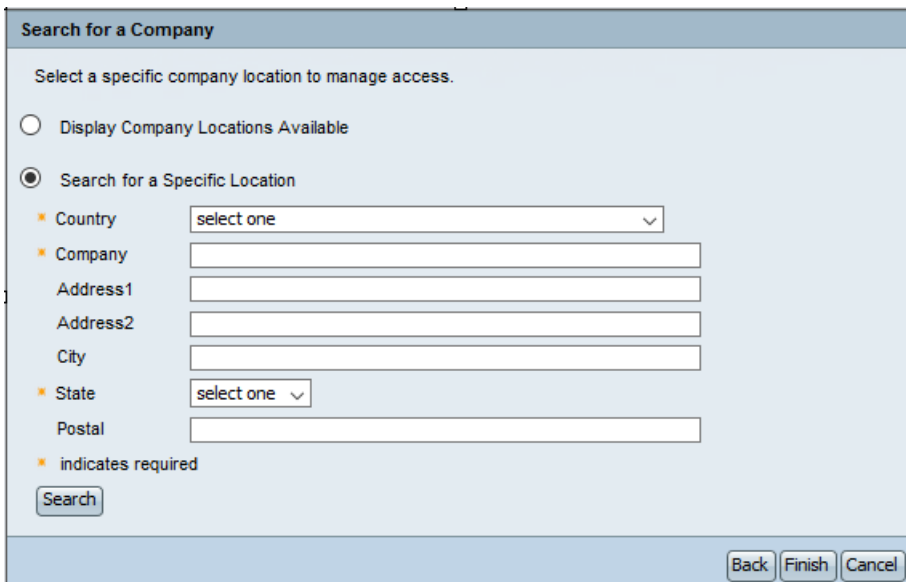 Search for a Company
Select a specific company location to manage access.
Display Company Locations Available
Search for a Specific Location
* Country select one
* Company
Address1
Address2
City
* State select one
Postal
* indicates required
Search
Back Finish Cancel